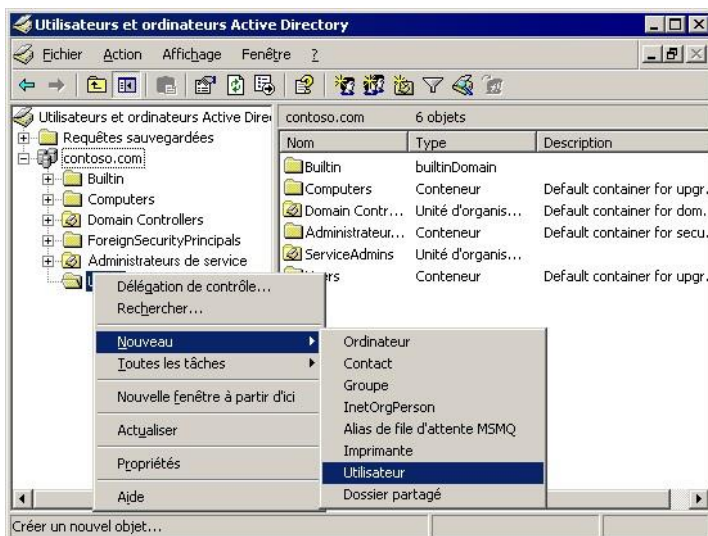 Utilisateurs et ordinateurs Active Directory
Fichier Action Affichage Fenêtre ?
Utilisateurs et ordinateurs Active Dire
contoso.com 6 objets
Requêtes sauvegardées
Nom Type Description
contoso.com
Builtin
Computers
Domain Controllers
ForeignSecurityPrincipals
Administrateurs de service
Builtin builtinDomain
Computers Conteneur Default container for upgr.
Domain Contr... Unité d'organis... Default container for dom.
Administrateur... Conteneur Default container for secu.
ServiceAdmins Unité d'organis...
Conteneur Default container for upgr.
Délégation de contrôle...
Rechercher...
Nouveau
Toutes les tâches
Nouvelle fenêtre à partir d'ici
Actualiser
Propriétés
Aide
Ordinateur
Contact
Groupe
InetOrgPerson
Alias de file d'attente MSMQ
Imprimante
Utilisateur
Dossier partagé
Créer un nouvel objet...